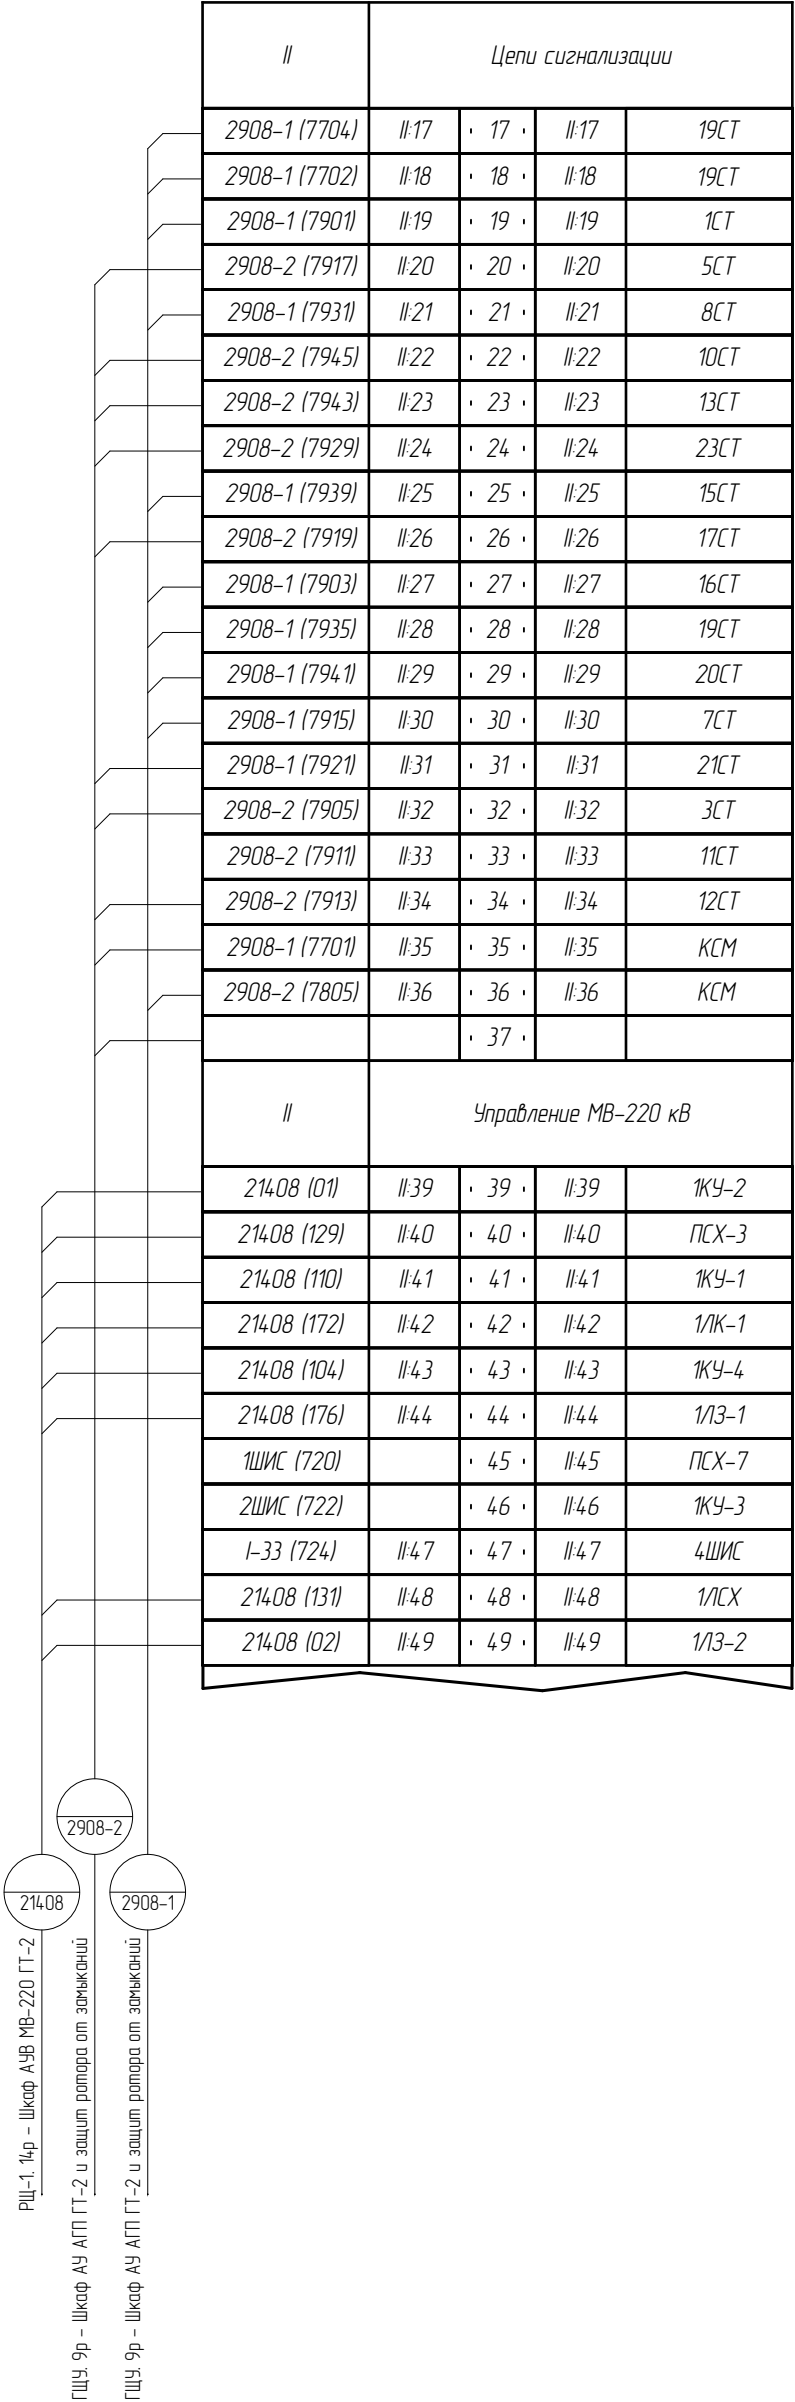 II Цепи сигнализации
2908-1 (7704) II:17 17 II:17 19СТ
2908-1 (7702) II:18 18 II:18 19СТ
2908-1 (7901) II:19 19 II:19 1СТ
2908-2 (7917) II:20 20 II:20 5СТ
2908-1 (7931) II:21 21 II:21 8СТ
2908-2 (7945) II:22 22 II:22 10СТ
2908-2 (7943) II:23 23 II:23 13СТ
2908-2 (7929) II:24 24 II:24 23СТ
2908-1 (7939) II:25 25 II:25 15СТ
2908-2 (7919) II:26 26 II:26 17СТ
2908-1 (7903) II:27 27 II:27 16СТ
2908-1 (7935) II:28 28 II:28 19СТ
2908-1 (7941) II:29 29 II:29 20СТ
2908-1 (7915) II:30 30 II:30 7СТ
2908-1 (7921) II:31 31 II:31 21СТ
2908-2 (7905) II:32 32 II:32 3СТ
2908-2 (7911) II:33 33 II:33 11СТ
2908-2 (7913) II:34 34 II:34 12СТ
2908-1 (7701) II:35 35 II:35 КСМ
2908-2 (7805) II:36 36 II:36 КСМ
37
II Управление МВ-220 кВ
21408 (01) II:39 39 II:39 1КУ-2
21408 (129) II:40 40 II:40 ПСХ-3
21408 (110) II:41 41 II:41 1КУ-1
21408 (172) II:42 42 II:42 1ЛК-1
21408 (104) II:43 43 II:43 1КУ-4
21408 (176) II:44 44 II:44 1ЛЗ-1
1ШИС (720) 45 II:45 ПСХ-7
2ШИС (722) 46 II:46 1КУ-3
I-33 (724) II:47 47 II:47 4ШИС
21408 (131) II:48 48 II:48 1ЛСХ
21408 (02) II:49 49 II:49 1ЛЗ-2
2908-2
21408
2908-1
РЩ-1. 14р - Шкаф АУВ МВ-220 ГТ-2
ГЩУ. 9р - Шкаф АУ АГП ГТ-2 и защит ротора от замыканий
ГЩУ. 9р - Шкаф АУ АГП ГТ-2 и защит ротора от замыканий